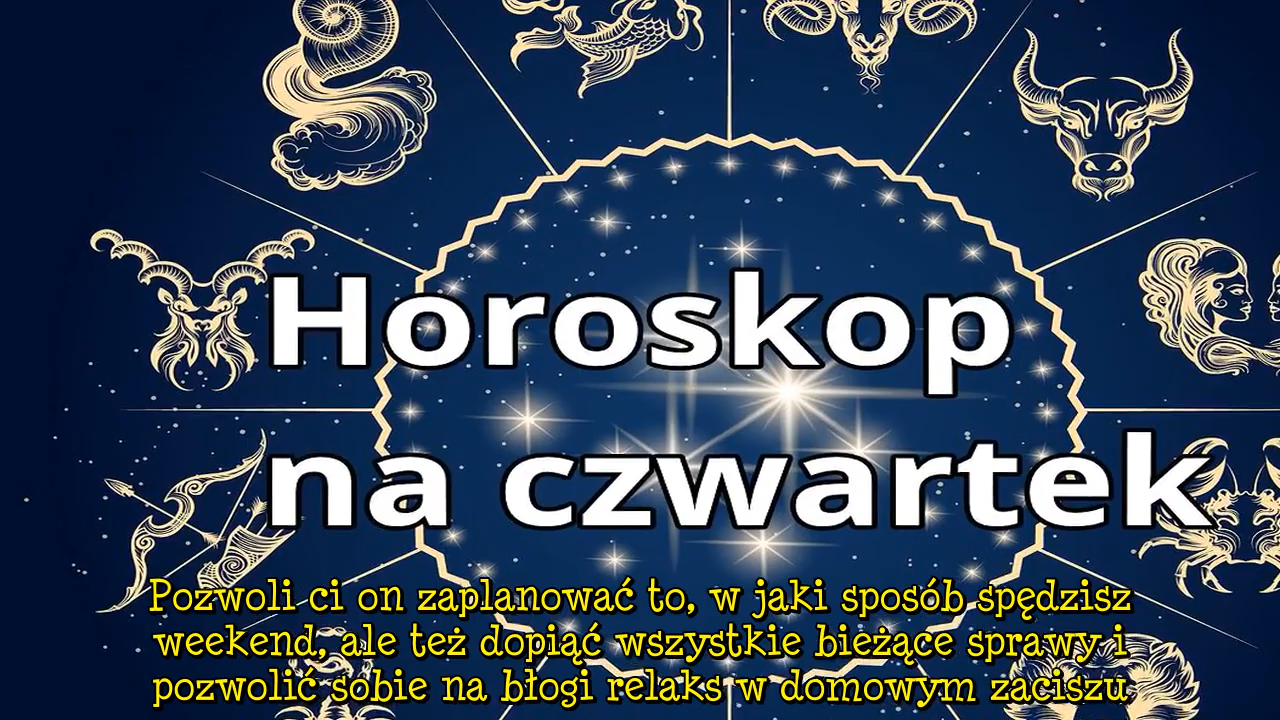 Horoskop
na czwartek
Pozwoli ci on zaplanować to, w jaki sposób spędzisz
weekend, ale też dopiąć wszystkie bieżące sprawy i
pozwolić sobie na błogi relaks w domowym zaciszu